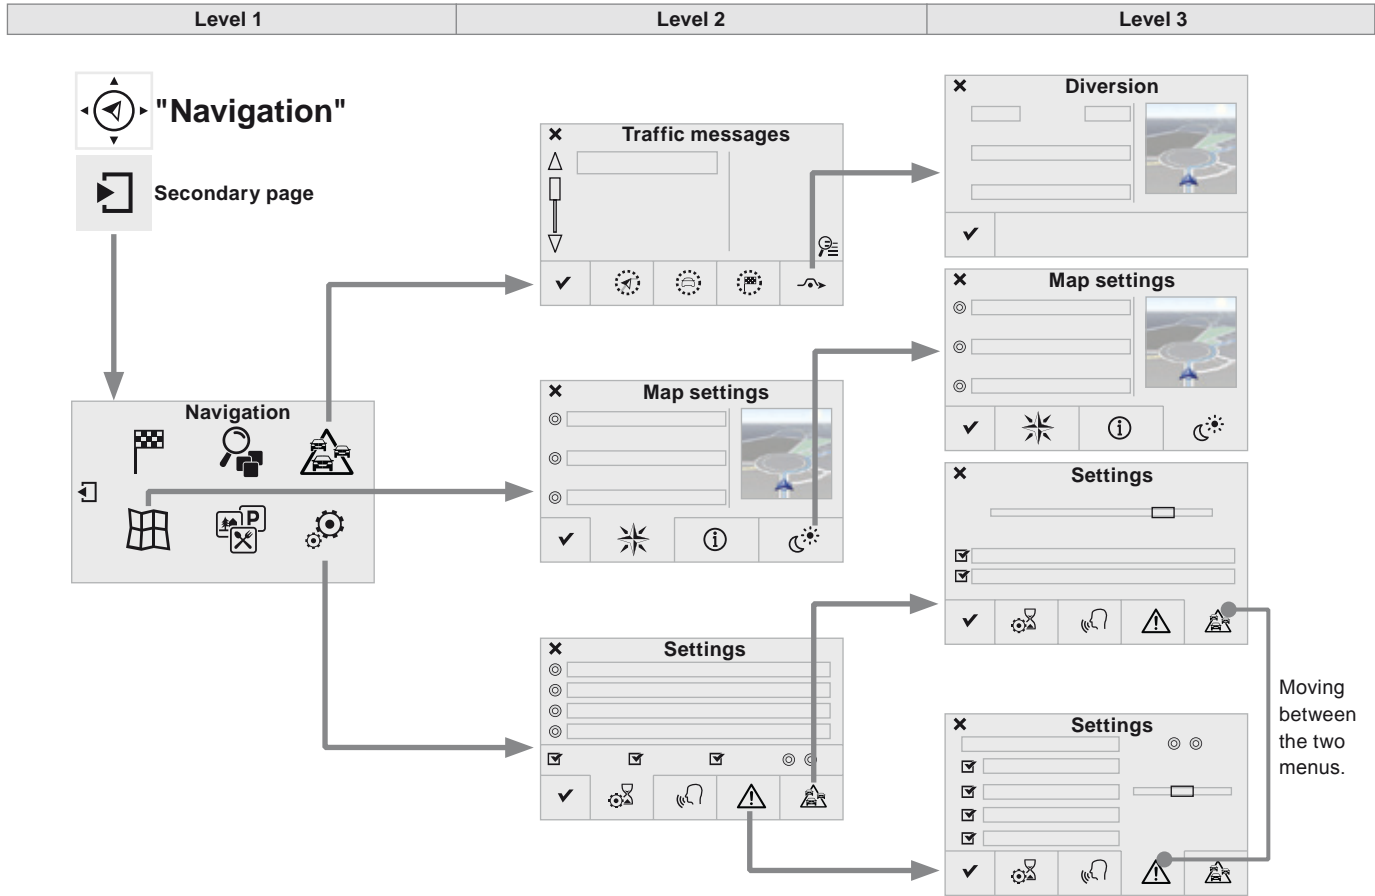 Level 1
Level 2
Level 3
"Navigation"
Secondary page
Navigation
P
Traffic messages
Map settings
Settings
Diversion
Map settings
Settings
Settings
Moving
between
the two
menus.